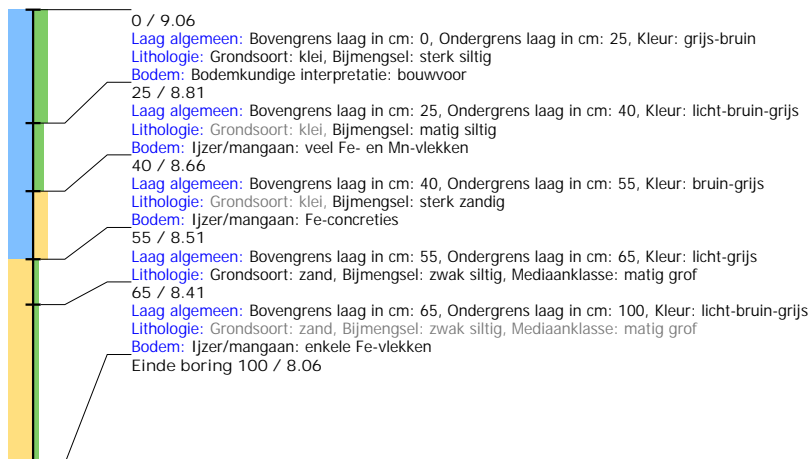 0 / 9.06
Laag algemeen: Bovengrens laag in cm: 0, Ondergrens laag in cm: 25, Kleur: grijs-bruin
Lithologie: Grondsoort: klei, Bijmengsel: sterk siltig
Bodem: Bodemkundige interpretatie: bouwvoor
25 / 8.81
Laag algemeen: Bovengrens laag in cm: 25, Ondergrens laag in cm: 40, Kleur: licht-bruin-grijs
Lithologie: Grondsoort: klei, Bijmengsel: matig siltig
Bodem: Ijzer/mangaan: veel Fe- en Mn-vlekken
40 / 8.66
Laag algemeen: Bovengrens laag in cm: 40, Ondergrens laag in cm: 55, Kleur: bruin-grijs
Lithologie: Grondsoort: klei, Bijmengsel: sterk zandig
Bodem: Ijzer/mangaan: Fe-concreties
55 / 8.51
Laag algemeen: Bovengrens laag in cm: 55, Ondergrens laag in cm: 65, Kleur: licht-grijs
Lithologie: Grondsoort: zand, Bijmengsel: zwak siltig, Mediaanklasse: matig grof
65 / 8.41
Laag algemeen: Bovengrens laag in cm: 65, Ondergrens laag in cm: 100, Kleur: licht-bruin-grijs
Lithologie: Grondsoort: zand, Bijmengsel: zwak siltig, Mediaanklasse: matig grof
Bodem: Ijzer/mangaan: enkele Fe-vlekken
Einde boring 100 / 8.06